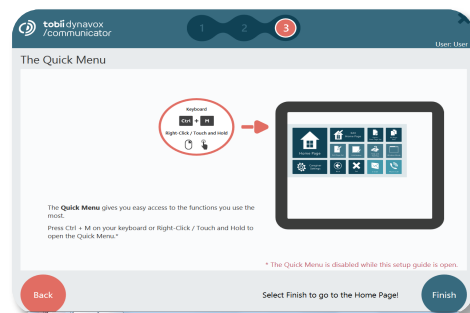 tobii dynavox
/communicator
1 2 3
User: User
The Quick Menu
Keyboard
Ctrl + M
Right-Click / Touch and Hold
Home Page
The Quick Menu gives you easy access to the functions you use the
most.
Press Ctrl + M on your keyboard or Right-Click / Touch and Hold to
open the Quick Menu.*
* The Quick Menu is disabled while this setup guide is open.
Back
Select Finish to go to the Home Page!
Finish